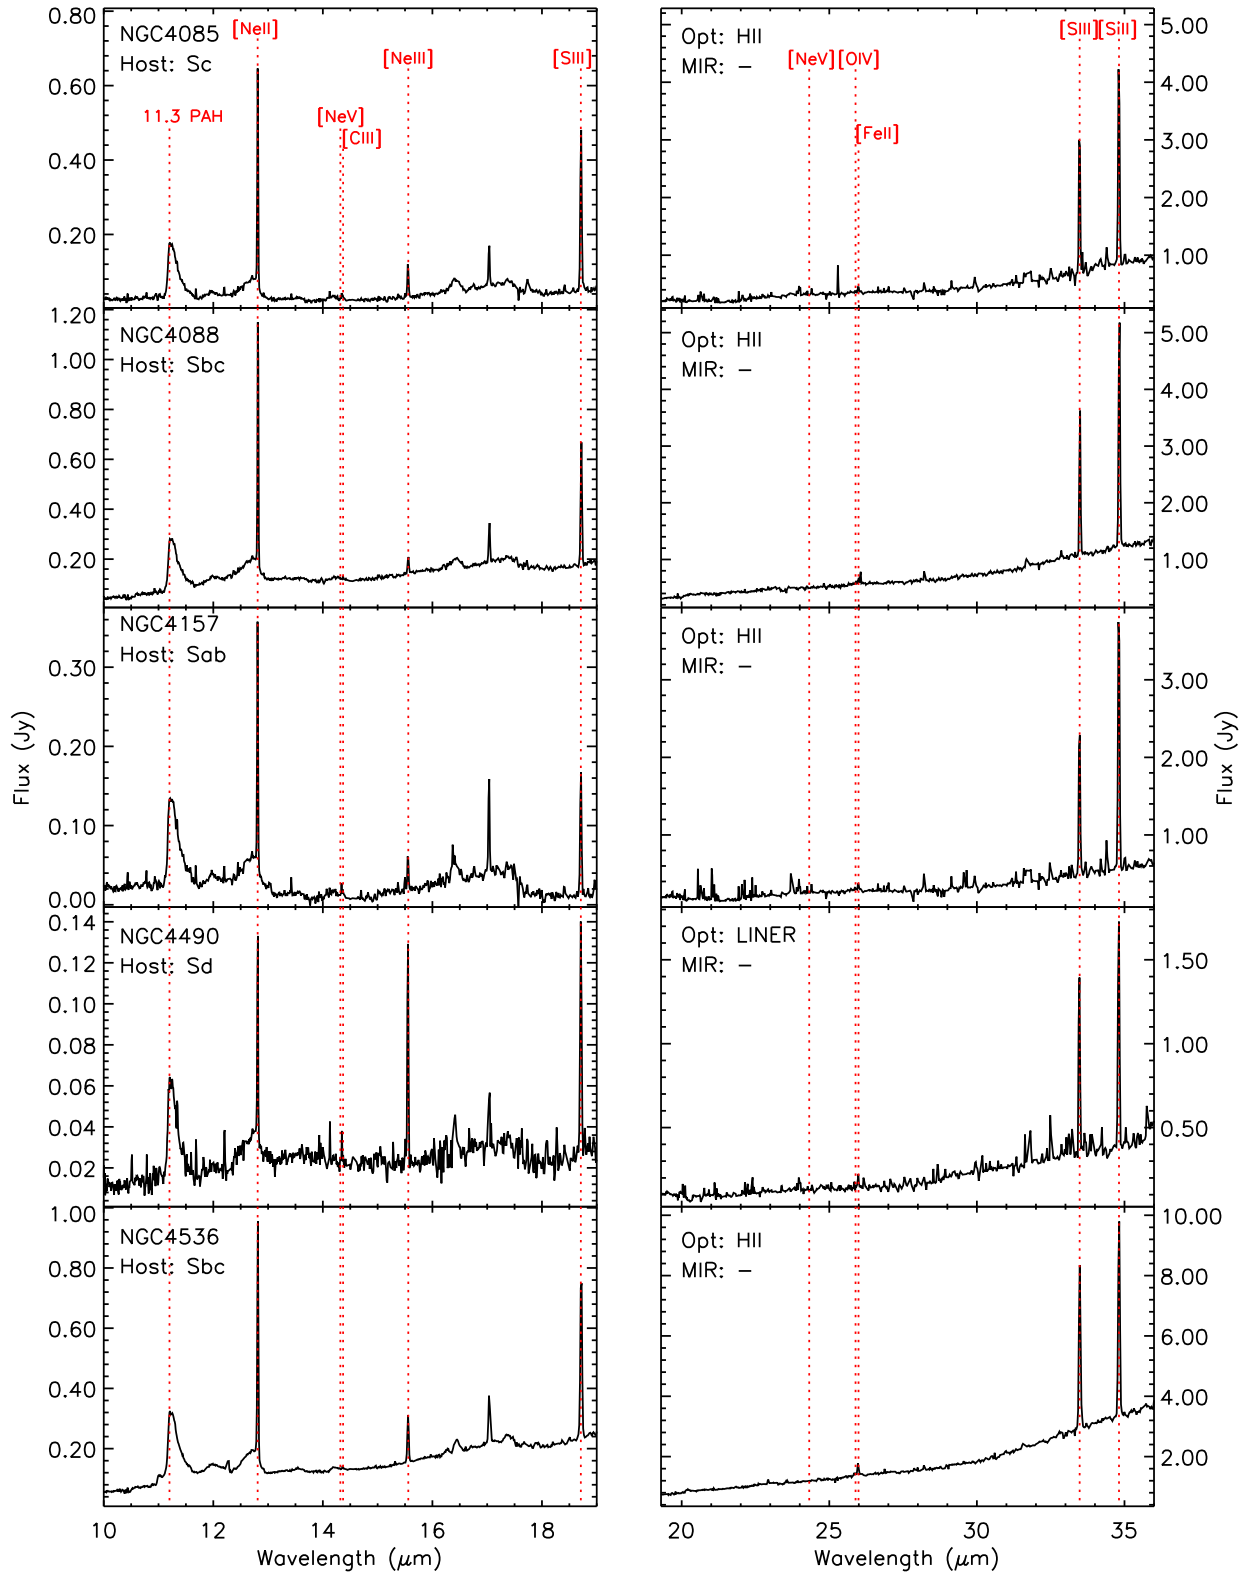 NGC4085
Host: Sc
[NeII]
[NeIII]
[SIII]
11.3 PAH
[NeV]
[CIII]
0.80
0.60
0.40
0.20
Opt: HII
MIR: –
[NeV]
[OIV]
[FeII]
[SIII]
[SiII]
5.00
4.00
3.00
2.00
1.00
NGC4088
Host: Sbc
1.20
1.00
0.80
0.60
0.40
0.20
Opt: HII
MIR: –
5.00
4.00
3.00
2.00
1.00
NGC4157
Host: Sab
0.30
0.20
0.10
0.00
Opt: HII
MIR: –
3.00
2.00
1.00
Flux (Jy)
Flux (Jy)
NGC4490
Host: Sd
0.14
0.12
0.10
0.08
0.06
0.04
0.02
Opt: LINER
MIR: –
1.50
1.00
0.50
NGC4536
Host: Sbc
1.00
0.80
0.60
0.40
0.20
Opt: HII
MIR: –
10.00
8.00
6.00
4.00
2.00
10 12 14 16 18
20 25 30 35
Wavelength (μm)
Wavelength (μm)